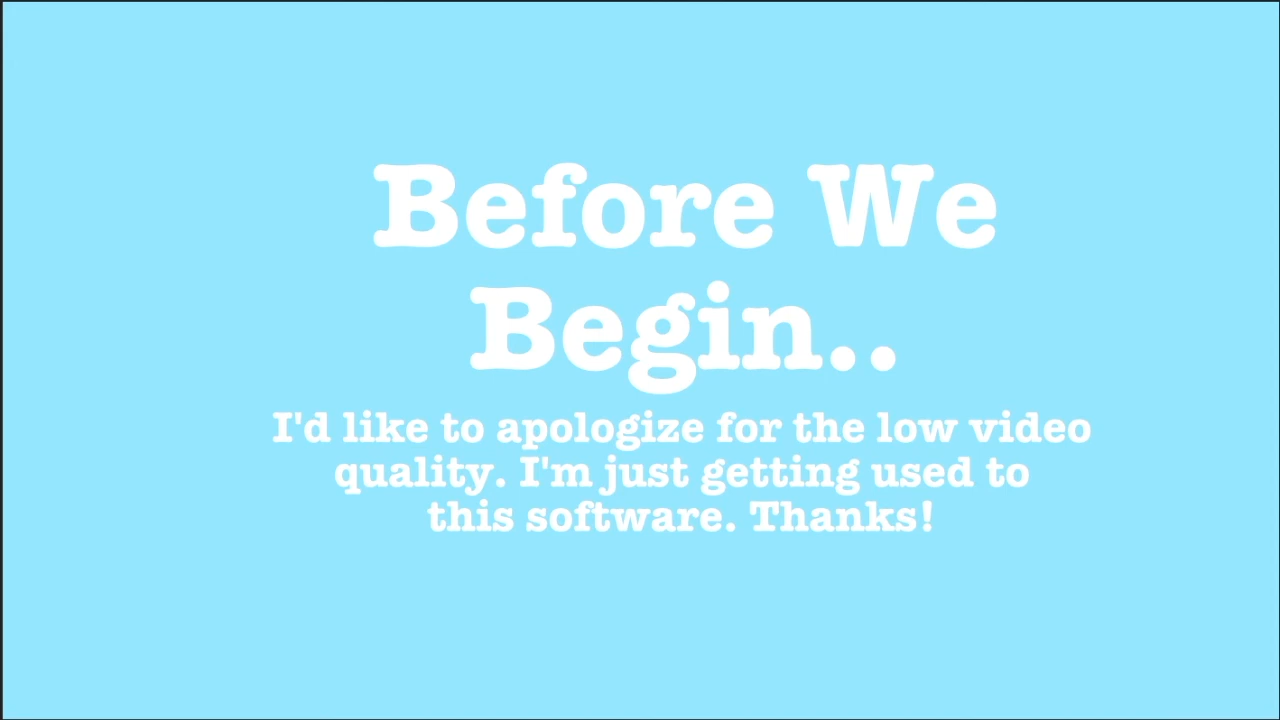 Before We
Begin..
I'd like to apologize for the low video
quality. I'm just getting used to
this software. Thanks!